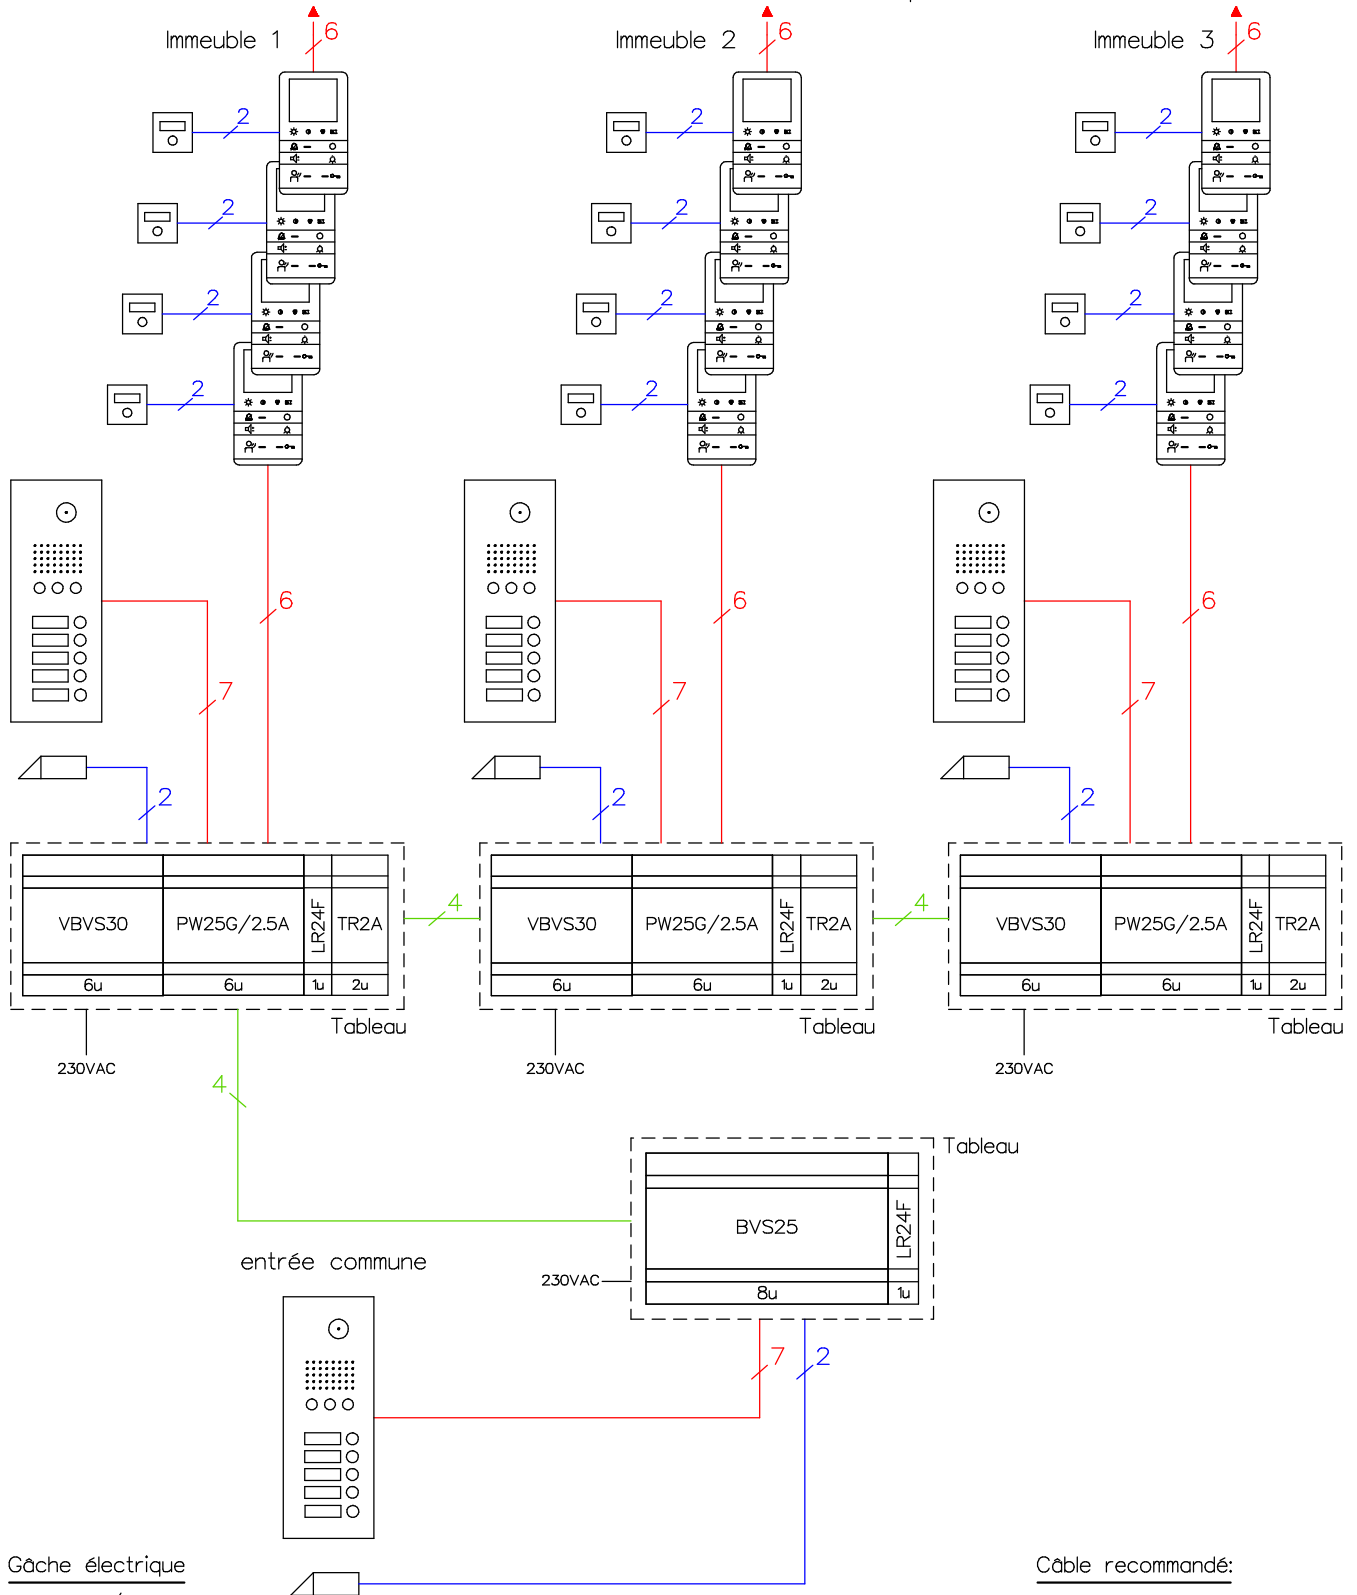 Immeuble 1
Immeuble 2
Immeuble 3
6
6
6
2
2
2
2
2
2
2
2
2
2
2
2
6
6
6
7
7
7
2
2
2
VBVS30
PW25G/2.5A
LR24F
TR2A
6u
6u
1u
2u
4
VBVS30
PW25G/2.5A
LR24F
TR2A
6u
6u
1u
2u
4
VBVS30
PW25G/2.5A
LR24F
TR2A
6u
6u
1u
2u
Tableau
Tableau
Tableau
230VAC
230VAC
230VAC
4
Tableau
BVS25
LR24F
8u
1u
230VAC
entrée commune
7
2
Gâche électrique
Câble recommandé: